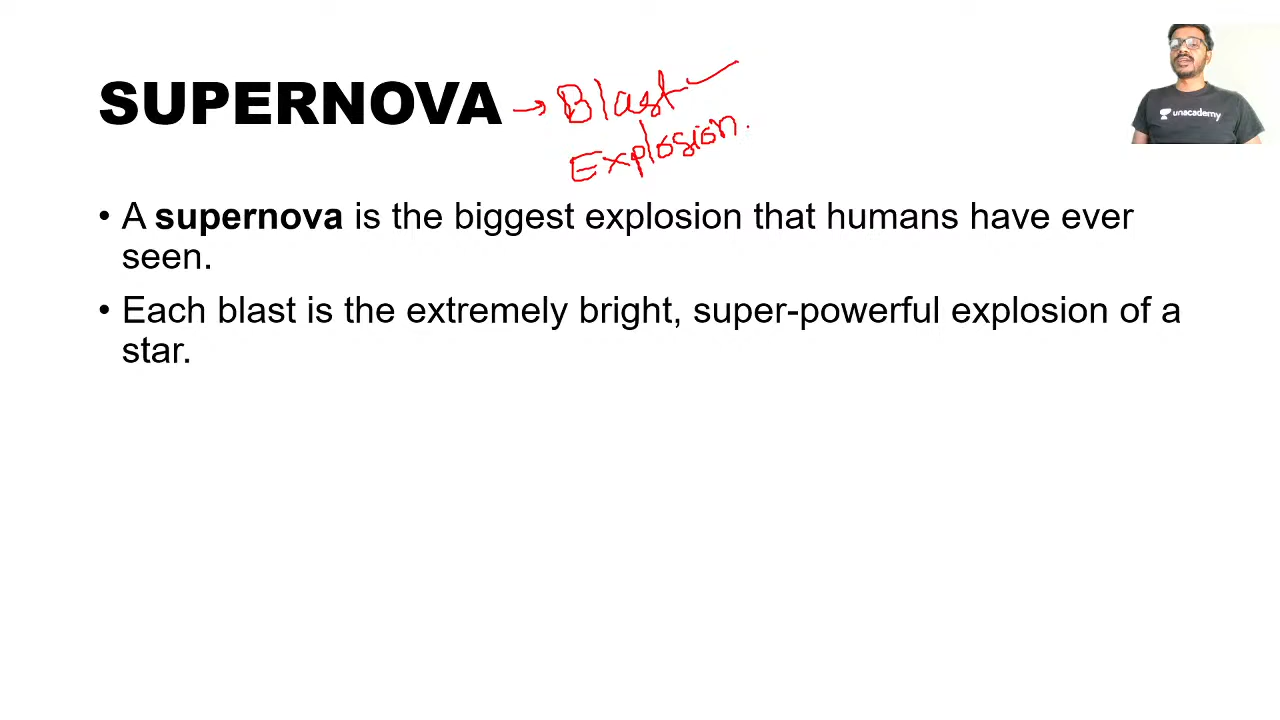 SUPERNOVA → Blast ✓
Explosion.
unacademy
• A supernova is the biggest explosion that humans have ever
seen.
• Each blast is the extremely bright, super-powerful explosion of a
star.